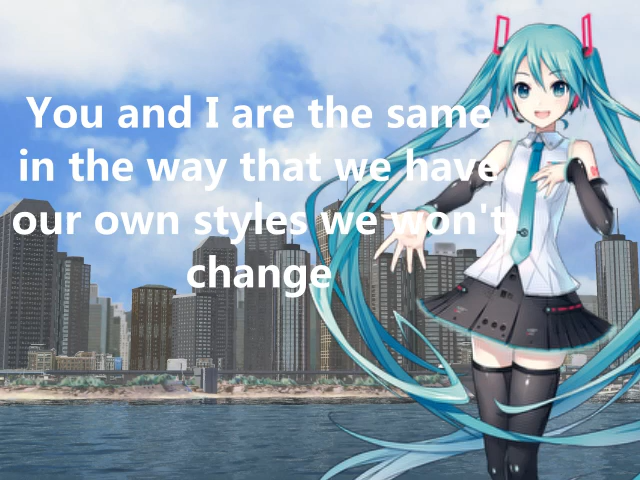 You and I are the same
in the way that we have
our own styles we won't
change